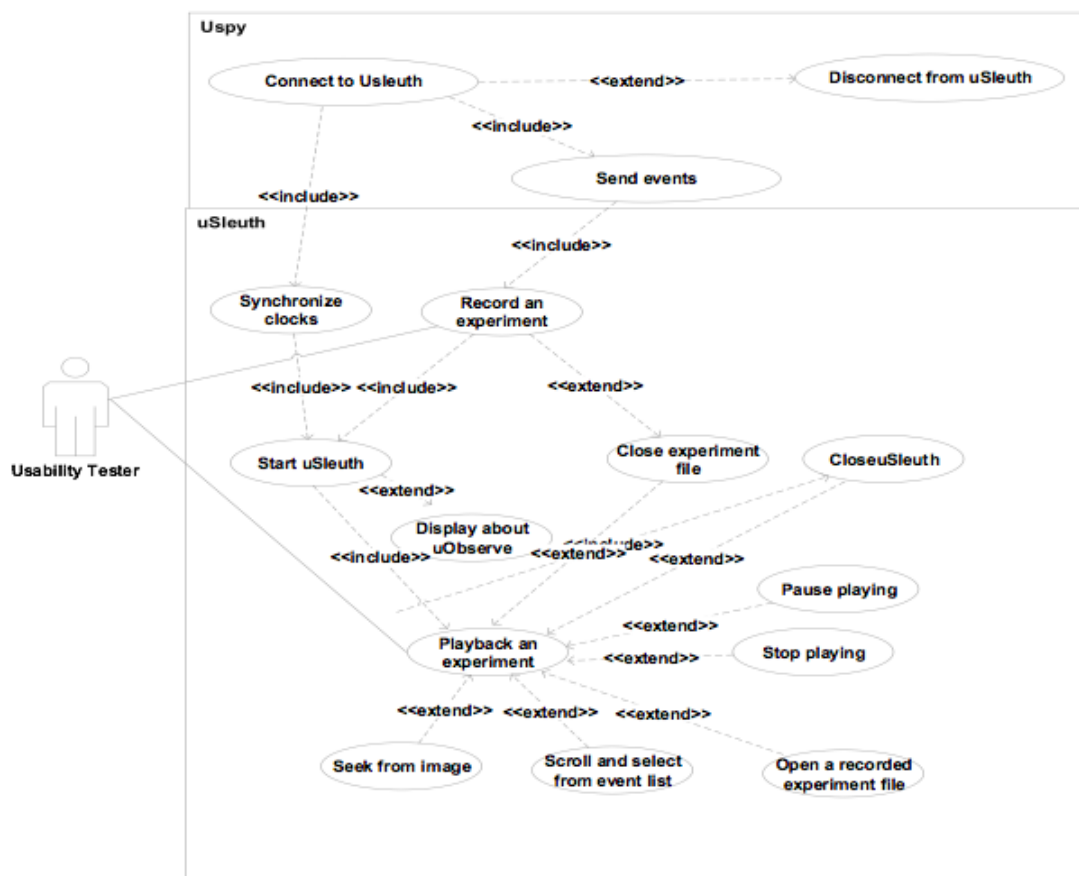 Uspy
Connect to Usleuth
<<extend>>
Disconnect from uSleuth
<<include>>
Send events
<<include>>
uSleuth
<<include>>
Synchronize
clocks
Record an
experiment
<<include>>
<<include>>
<<extend>>
Usability Tester
Start uSleuth
Close experiment
file
CloseuSleuth
<<extend>>
Display about
uObserve
<<include>>
<<include>>
<<extend>>
<<extend>>
Pause playing
<<extend>>
Playback an
experiment
<<extend>>
Stop playing
<<extend>>
<<extend>>
<<extend>>
Seek from image
Scroll and select
from event list
Open a recorded
experiment file